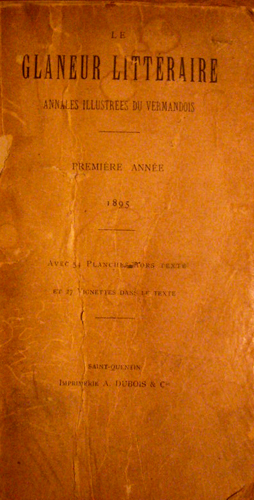 LE
GLANEUR LITTÉRAIRE
ANNALES ILLUSTRÉES DU VERMANDOIS
PREMIÈRE ANNÉE
1895
AVEC 54 PLANCHES HORS TEXTE
ET 27 VIGNETTES DANS LE TEXTE
SAINT-QUENTIN
IMPRIMERIE A. DUBOIS & Cie